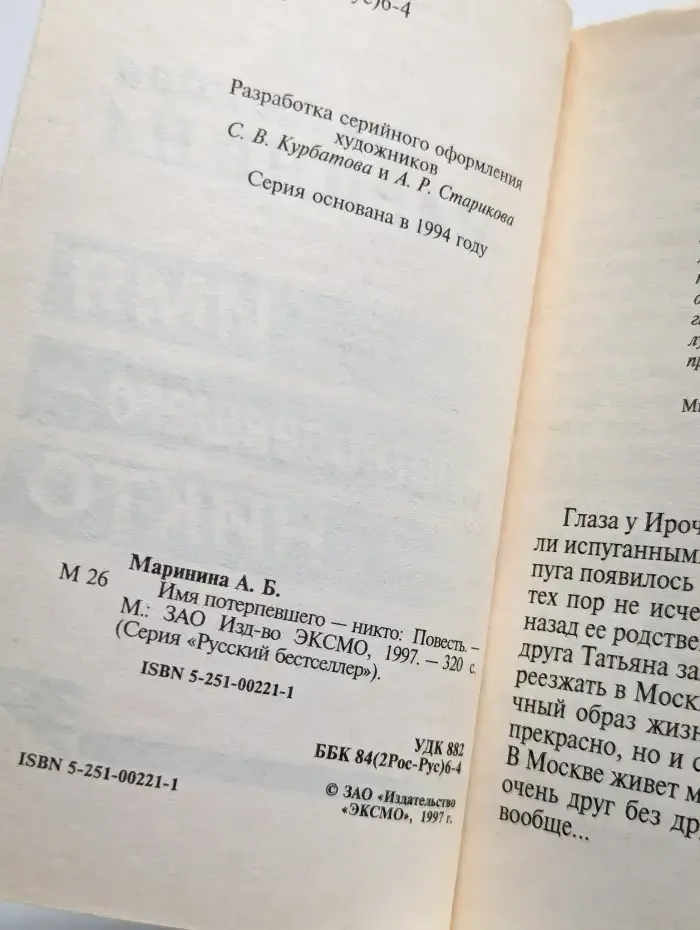 Рус)6-4
Разработка серийного оформления
художников
С. В. Курбатова и А. Р. Старикова
Серия основана в 1994 году
Маринина А. Б.
М 26
Имя потерпевшего — никто: Повесть. –
М.: ЗАО Изд-во ЭКСМО, 1997. – 320 с.
(Серия «Русский бестселлер»).
ISBN 5-251-00221-1
УДК 882
ББК 84(2Рос-Рус)6-4
ISBN 5-251-00221-1
© ЗАО «Издательство
«ЭКСМО», 1997 г.
Глаза у Ироч
ли испуганными
пуга появилось
тех пор не исче
назад ее родстве
друга Татьяна за
реезжать в Моск
чный образ жизн
прекрасно, но и с
В Москве живет м
очень друг без др
вообще...